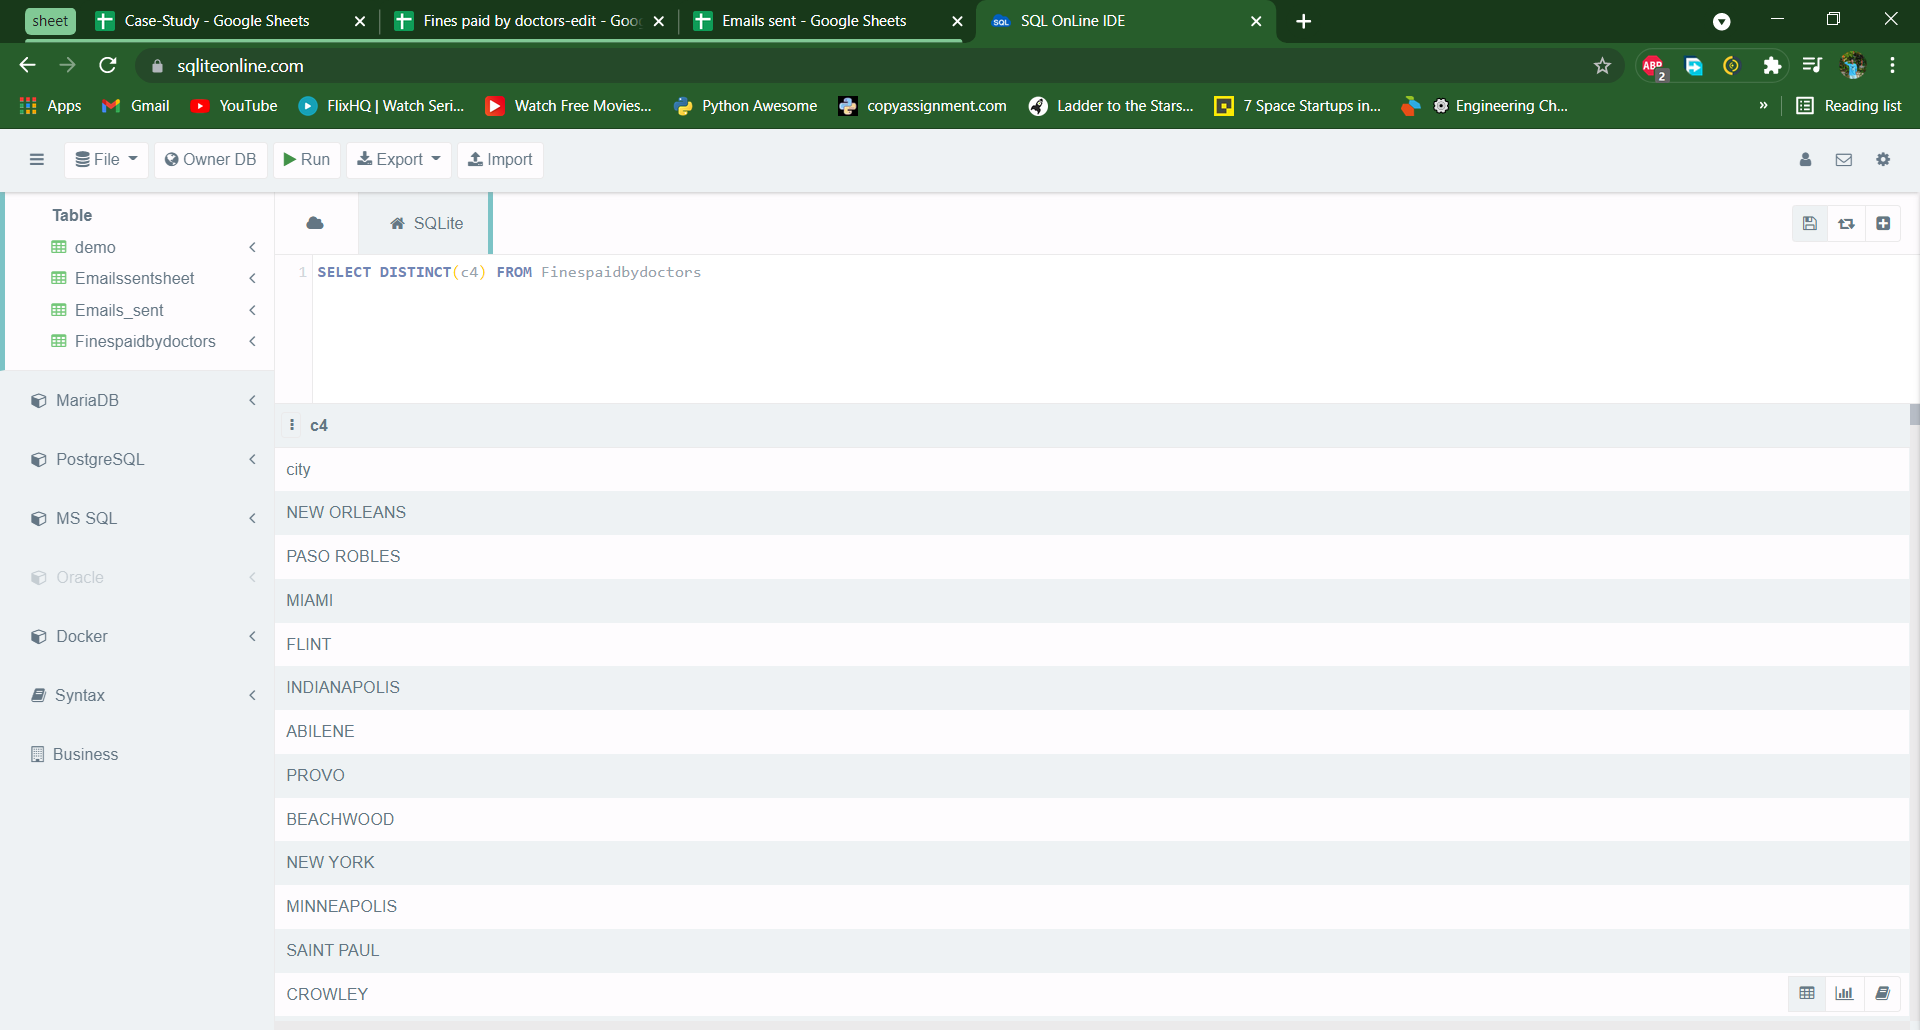 sheet
Case-Study - Google Sheets
Fines paid by doctors-edit - Goo
Emails sent - Google Sheets
SQL
SQL OnLine IDE
sqliteonline.com
ABP
2
Apps
Gmail
YouTube
FlixHQ | Watch Seri...
Watch Free Movies...
Python Awesome
copyassignment.com
Ladder to the Stars...
7 Space Startups in...
Engineering Ch...
»
Reading list
File
Owner DB
Run
Export
Import
Table
demo
Emailssentsheet
Emails_sent
Finespaidbydoctors
MariaDB
PostgreSQL
MS SQL
Oracle
Docker
Syntax
Business
SQLite
1 SELECT DISTINCT(c4) FROM Finespaidbydoctors
c4
city
NEW ORLEANS
PASO ROBLES
MIAMI
FLINT
INDIANAPOLIS
ABILENE
PROVO
BEACHWOOD
NEW YORK
MINNEAPOLIS
SAINT PAUL
CROWLEY